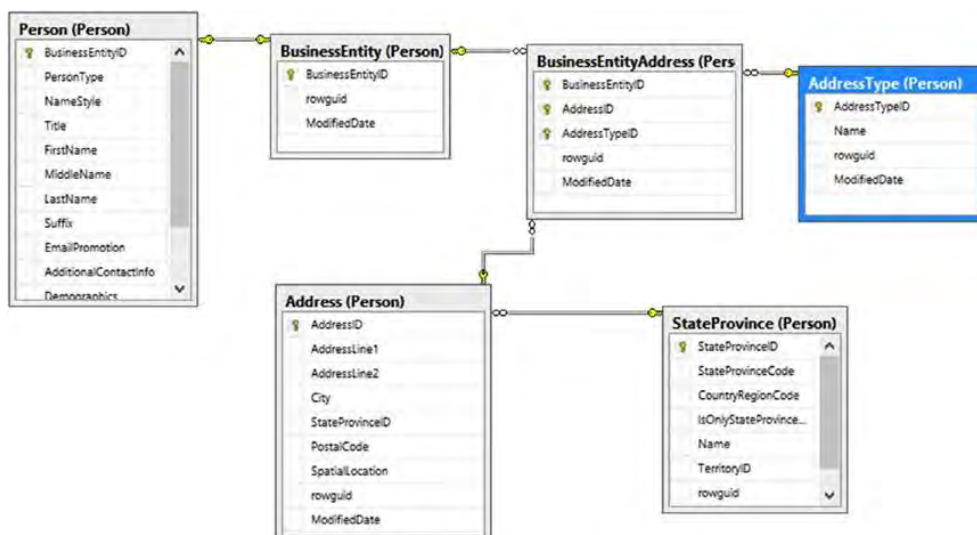 Person (Person)
BusinessEntityID
PersonType
NameStyle
Title
FirstName
MiddleName
LastName
Suffix
EmailPromotion
AdditionalContactInfo
Demographics
BusinessEntity (Person)
BusinessEntityID
rowguid
ModifiedDate
BusinessEntityAddress (Pers
BusinessEntityID
AddressID
AddressTypeID
rowguid
ModifiedDate
AddressType (Person)
AddressTypeID
Name
rowguid
ModifiedDate
Address (Person)
AddressID
AddressLine1
AddressLine2
City
StateProvinceID
PostalCode
SpatialLocation
rowguid
ModifiedDate
StateProvince (Person)
StateProvinceID
StateProvinceCode
CountryRegionCode
IsOnlyStateProvince...
Name
TerritoryID
rowguid